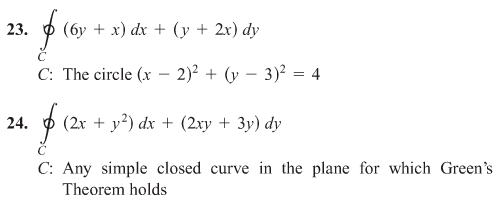 23. ∮ (6y + x) dx + (y + 2x) dy
C
C: The circle (x − 2)² + (y − 3)² = 4
24. ∮ (2x + y²) dx + (2xy + 3y) dy
C
C: Any simple closed curve in the plane for which Green's
Theorem holds